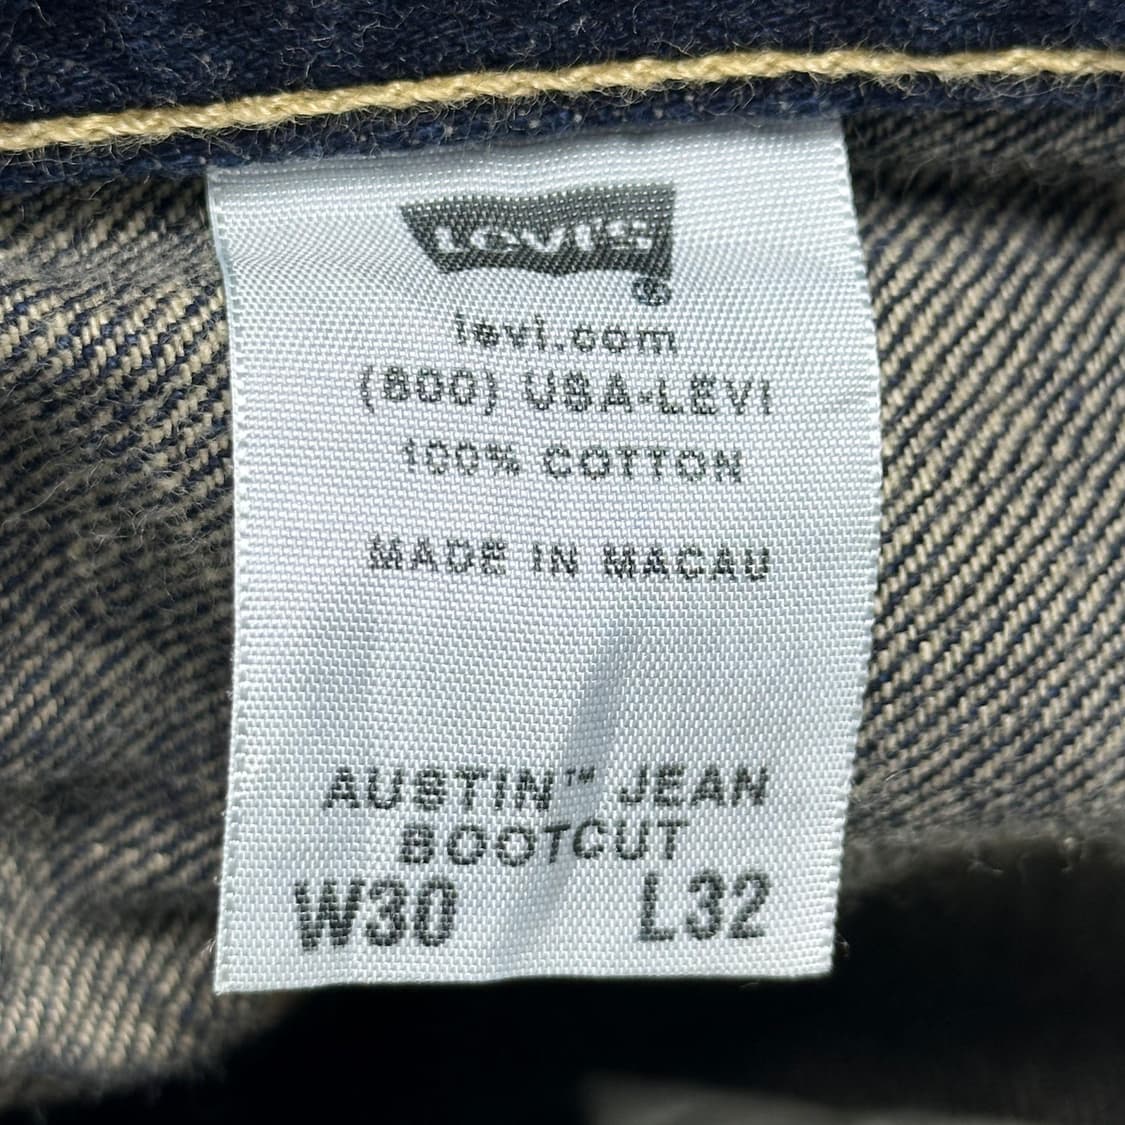 Levi's
®
levi.com
(800) USA-LEVI
100% COTTON
MADE IN MACAU
AUSTIN™ JEAN
BOOTCUT
W30 L32